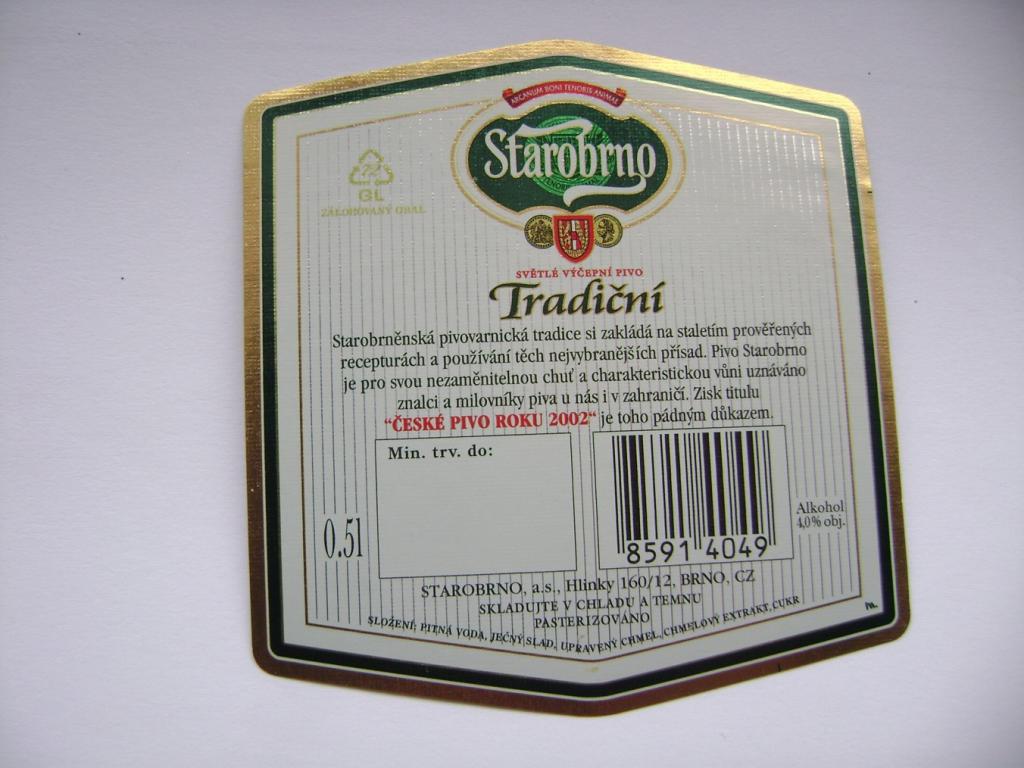 ARCANUM BONI TENORIS ANIMAE
Starobrno
GL
ZÁLOHOVANÝ OBAL
SVĚTLÉ VÝČEPNÍ PIVO
Tradiční
Starobrněnská pivovarnická tradice si zakládá na staletím prověřených
recepturách a používání těch nejvybranějších přísad. Pivo Starobrno
je pro svou nezaměnitelnou chuť a charakteristickou vůni uznáváno
znalci a milovníky piva u nás i v zahraničí. Zisk titulu
“ČESKÉ PIVO ROKU 2002“ je toho pádným důkazem.
Min. trv. do:
0.5l
8591 4049
Alkohol
4,0% obj.
STAROBRNO, a.s., Hlinky 160/12, BRNO, CZ
SKLADUJTE V CHLADU A TEMNU
PASTERIZOVÁNO
SLOŽENÍ: PITNÁ VODA, JEČNÝ SLAD, UPRAVENÝ CHMEL, CHMELOVÝ EXTRAKT, CUKR